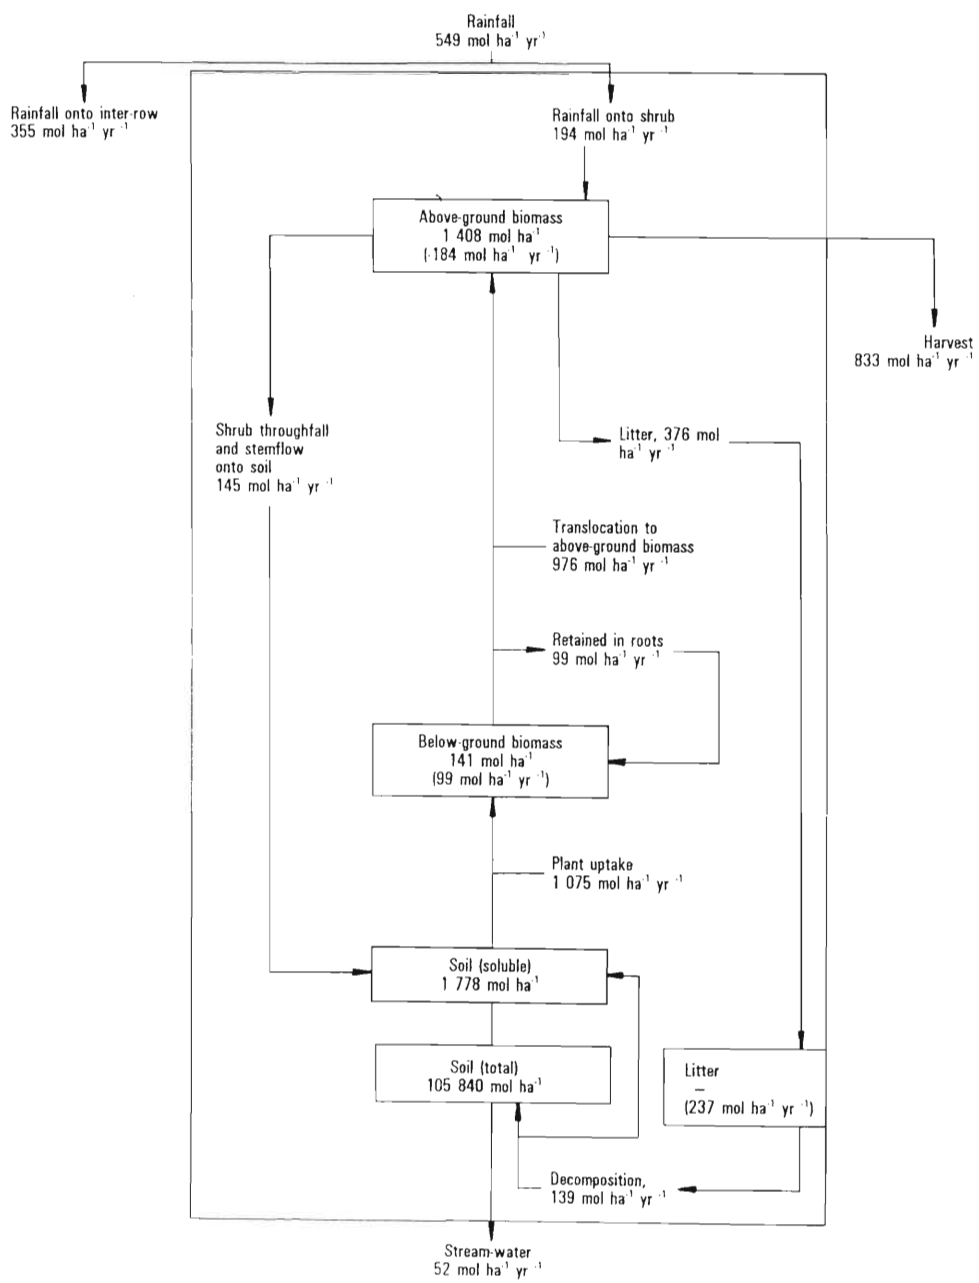 Rainfall
549 mol ha⁻¹ yr⁻¹
Rainfall onto inter-row
355 mol ha⁻¹ yr⁻¹
Rainfall onto shrub
194 mol ha⁻¹ yr⁻¹
Above-ground biomass
1 408 mol ha⁻¹
(-184 mol ha⁻¹ yr⁻¹)
Harvest
833 mol ha⁻¹ yr⁻¹
Shrub throughfall
and stemflow
onto soil
145 mol ha⁻¹ yr⁻¹
Litter, 376 mol
ha⁻¹ yr⁻¹
Translocation to
above-ground biomass
976 mol ha⁻¹ yr⁻¹
Retained in roots
99 mol ha⁻¹ yr⁻¹
Below-ground biomass
141 mol ha⁻¹
(99 mol ha⁻¹ yr⁻¹)
Plant uptake
1 075 mol ha⁻¹ yr⁻¹
Soil (soluble)
1 778 mol ha⁻¹
Soil (total)
105 840 mol ha⁻¹
Litter
–
(237 mol ha⁻¹ yr⁻¹)
Decomposition,
139 mol ha⁻¹ yr⁻¹
Stream-water
52 mol ha⁻¹ yr⁻¹